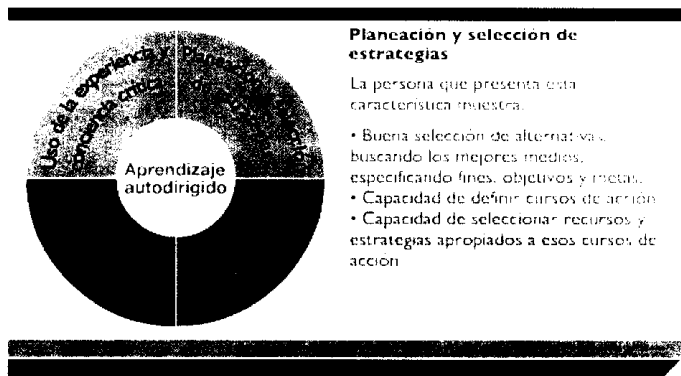 Uso de la experiencia y
conciencia crítica
Planeación y selección
Aprendizaje
autodirigido
Planeación y selección de
estrategias
La persona que presenta esta
característica muestra:
• Buena selección de alternativas,
buscando los mejores medios,
especificando fines, objetivos y metas.
• Capacidad de definir cursos de acción
• Capacidad de seleccionar recursos y
estrategias apropiados a esos cursos de
acción